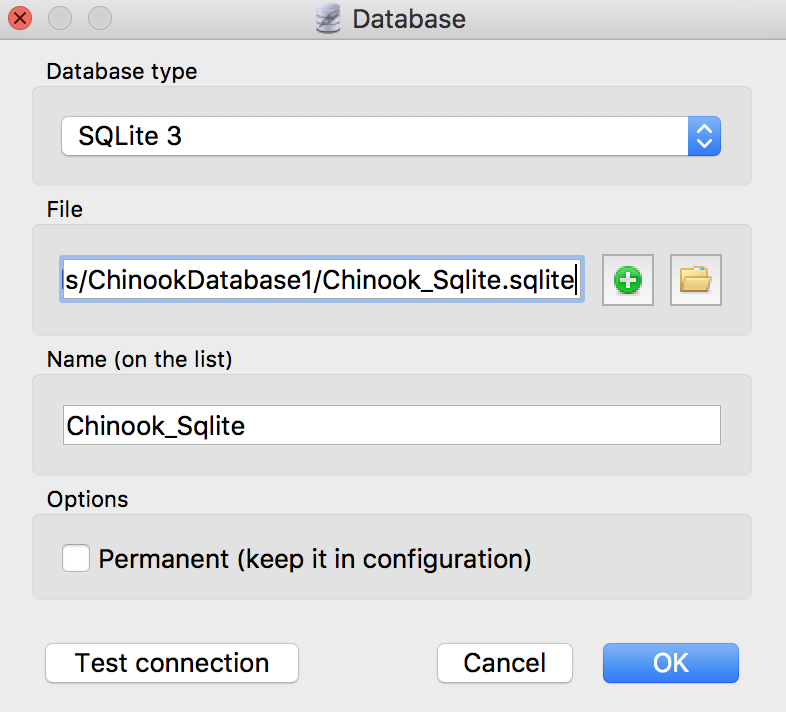 Database
Database type
SQLite 3
File
s/ChinookDatabase1/Chinook_Sqlite.sqlite
Name (on the list)
Chinook_Sqlite
Options
Permanent (keep it in configuration)
Test connection Cancel OK